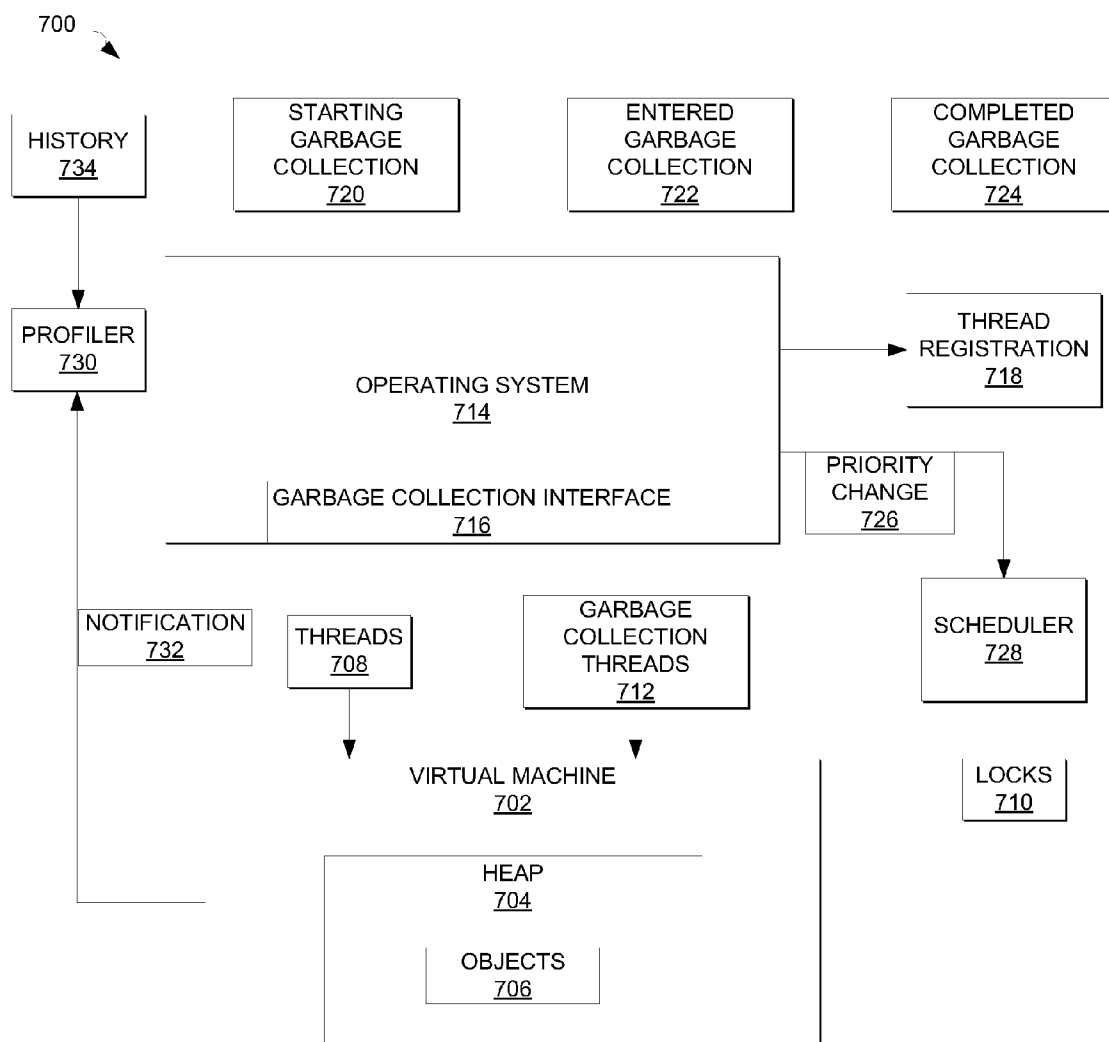 700
HISTORY
734
STARTING
GARBAGE
COLLECTION
720
ENTERED
GARBAGE
COLLECTION
722
COMPLETED
GARBAGE
COLLECTION
724
PROFILER
730
OPERATING SYSTEM
714
THREAD
REGISTRATION
718
GARBAGE COLLECTION INTERFACE
716
PRIORITY
CHANGE
726
NOTIFICATION
732
THREADS
708
GARBAGE
COLLECTION
THREADS
712
SCHEDULER
728
VIRTUAL MACHINE
702
LOCKS
710
HEAP
704
OBJECTS
706